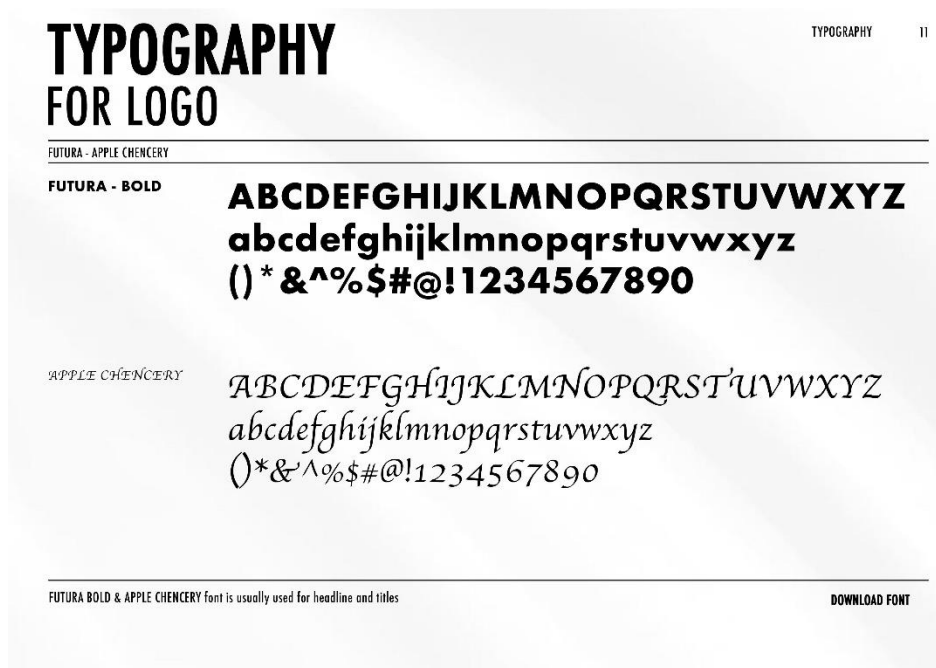 TYPOGRAPHY
FOR LOGO
TYPOGRAPHY 11
FUTURA - APPLE CHENCERY
FUTURA - BOLD
ABCDEFGHIJKLMNOPQRSTUVWXYZ
abcdefghijklmnopqrstuvwxyz
()*&^%$#@!1234567890
APPLE CHENCERY
ABCDEFGHIJKLMNOPQRSTUVWXYZ
abcdefghijklmnopqrstuvwxyz
()*&^%$#@!1234567890
FUTURA BOLD & APPLE CHENCERY font is usually used for headline and titles
DOWNLOAD FONT